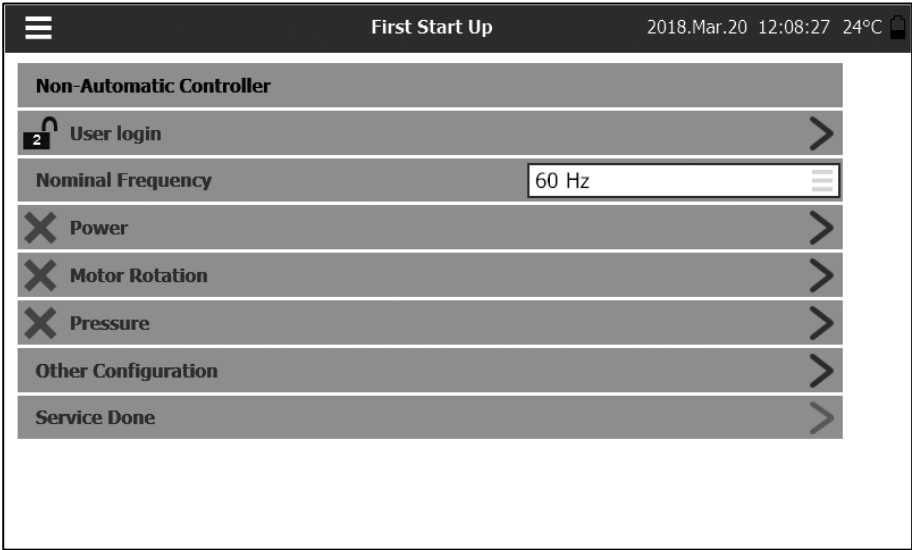 First Start Up 2018.Mar.20 12:08:27 24°C
Non-Automatic Controller
2 User login
Nominal Frequency 60 Hz
Power
Motor Rotation
Pressure
Other Configuration
Service Done